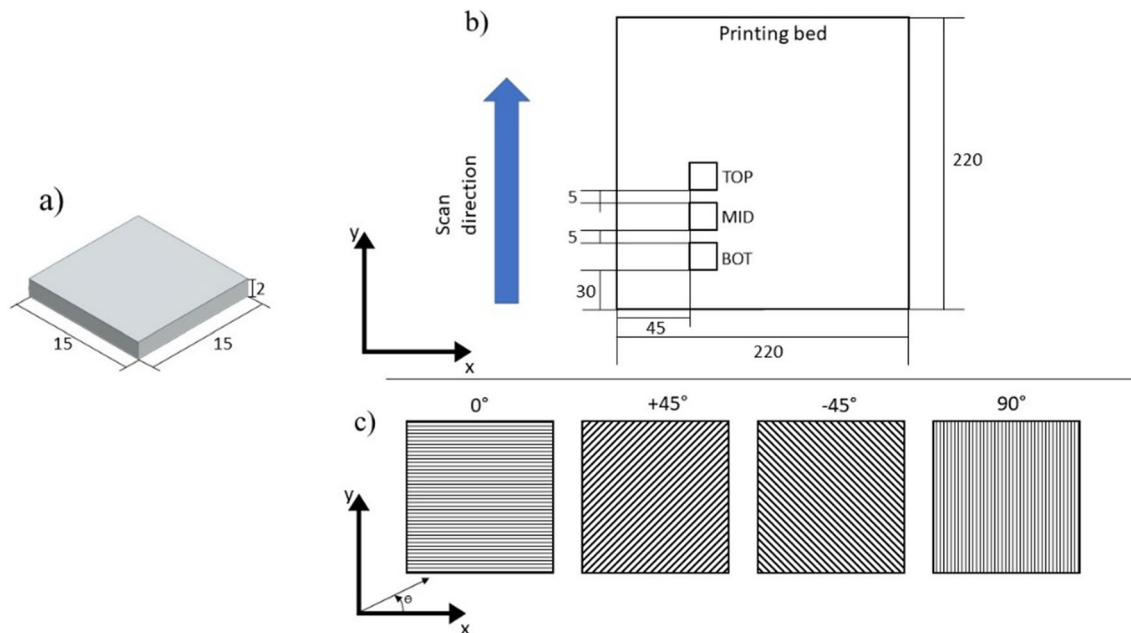 a)
2
15
15
b)
Printing bed
Scan
direction
y
x
TOP
MID
BOT
5
5
30
45
220
220
c)
0°
+45°
-45°
90°
y
θ
x